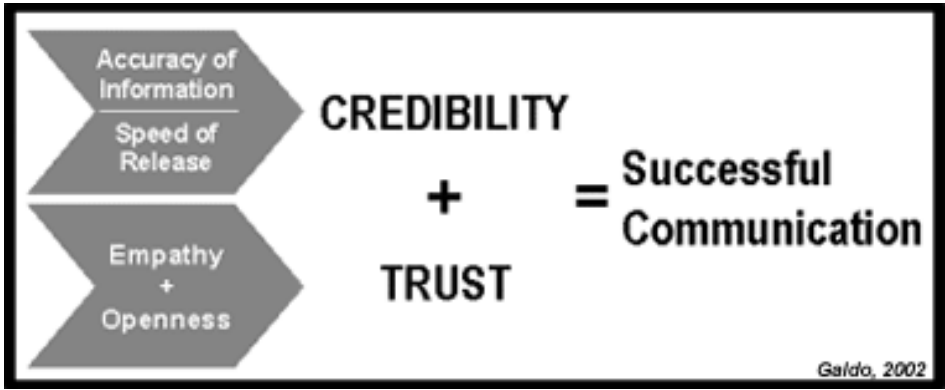 Accuracy of
Information
Speed of
Release
CREDIBILITY
+
Empathy
+
Openness
TRUST
=
Successful
Communication
Galdo, 2002